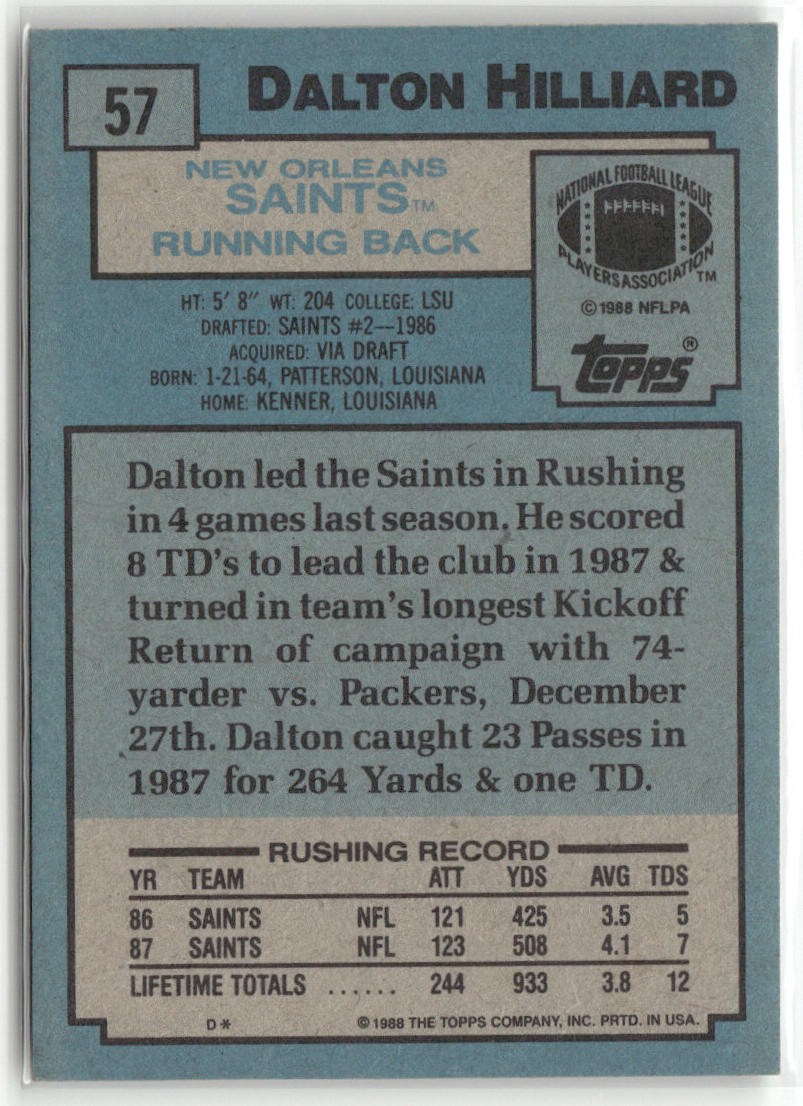 57
DALTON HILLIARD
NEW ORLEANS
SAINTS™
RUNNING BACK
NATIONAL FOOTBALL LEAGUE
PLAYERS ASSOCIATION™
©1988 NFLPA
Topps®
HT: 5' 8" WT: 204 COLLEGE: LSU
DRAFTED: SAINTS #2—1986
ACQUIRED: VIA DRAFT
BORN: 1-21-64, PATTERSON, LOUISIANA
HOME: KENNER, LOUISIANA
Dalton led the Saints in Rushing
in 4 games last season. He scored
8 TD's to lead the club in 1987 &
turned in team's longest Kickoff
Return of campaign with 74-
yarder vs. Packers, December
27th. Dalton caught 23 Passes in
1987 for 264 Yards & one TD.
RUSHING RECORD
YR TEAM ATT YDS AVG TDS
86 SAINTS NFL 121 425 3.5 5
87 SAINTS NFL 123 508 4.1 7
LIFETIME TOTALS ...... 244 933 3.8 12
D* ©1988 THE TOPPS COMPANY, INC. PRTD. IN USA.